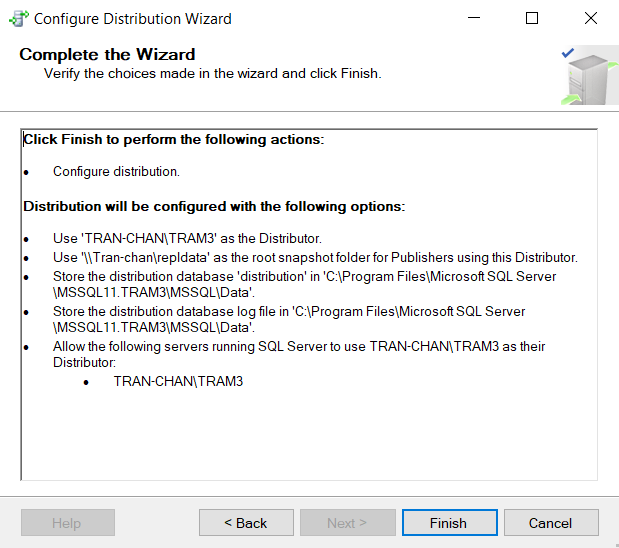 Configure Distribution Wizard
Complete the Wizard
Verify the choices made in the wizard and click Finish.
Click Finish to perform the following actions:
Configure distribution.
Distribution will be configured with the following options:
Use 'TRAN-CHAN\TRAM3' as the Distributor.
Use '\\Tran-chan\repldata' as the root snapshot folder for Publishers using this Distributor.
Store the distribution database 'distribution' in 'C:\Program Files\Microsoft SQL Server
\MSSQL11.TRAM3\MSSQL\Data'.
Store the distribution database log file in 'C:\Program Files\Microsoft SQL Server
\MSSQL11.TRAM3\MSSQL\Data'.
Allow the following servers running SQL Server to use TRAN-CHAN\TRAM3 as their
Distributor:
TRAN-CHAN\TRAM3
Help
< Back
Next >
Finish
Cancel